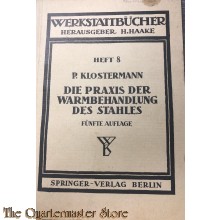 WERKSTATTBÜCHER
HERAUSGEBER H.HAAKE
HEFT 8
P. KLOSTERMANN
DIE PRAXIS DER
WARMBEHANDLUNG
DES STAHLES
FÜNFTE AUFLAGE
SPRINGER-VERLAG BERLIN
The Quartermaster Store